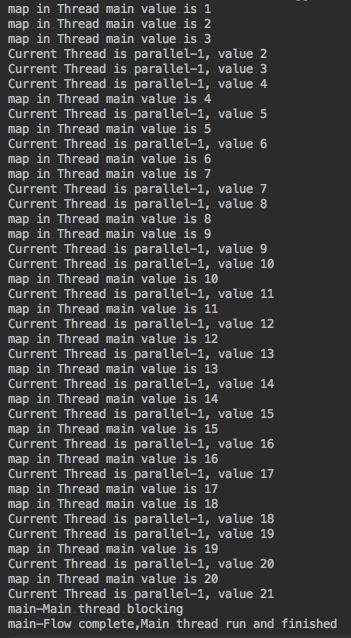 map in Thread main value is 1
map in Thread main value is 2
map in Thread main value is 3
Current Thread is parallel-1, value 2
Current Thread is parallel-1, value 3
Current Thread is parallel-1, value 4
map in Thread main value is 4
Current Thread is parallel-1, value 5
map in Thread main value is 5
Current Thread is parallel-1, value 6
map in Thread main value is 6
map in Thread main value is 7
Current Thread is parallel-1, value 7
Current Thread is parallel-1, value 8
map in Thread main value is 8
map in Thread main value is 9
Current Thread is parallel-1, value 9
Current Thread is parallel-1, value 10
map in Thread main value is 10
Current Thread is parallel-1, value 11
map in Thread main value is 11
Current Thread is parallel-1, value 12
map in Thread main value is 12
Current Thread is parallel-1, value 13
map in Thread main value is 13
Current Thread is parallel-1, value 14
map in Thread main value is 14
Current Thread is parallel-1, value 15
map in Thread main value is 15
Current Thread is parallel-1, value 16
map in Thread main value is 16
Current Thread is parallel-1, value 17
map in Thread main value is 17
map in Thread main value is 18
Current Thread is parallel-1, value 18
Current Thread is parallel-1, value 19
map in Thread main value is 19
Current Thread is parallel-1, value 20
map in Thread main value is 20
Current Thread is parallel-1, value 21
main-Main thread blocking
main-Flow complete,Main thread run and finished